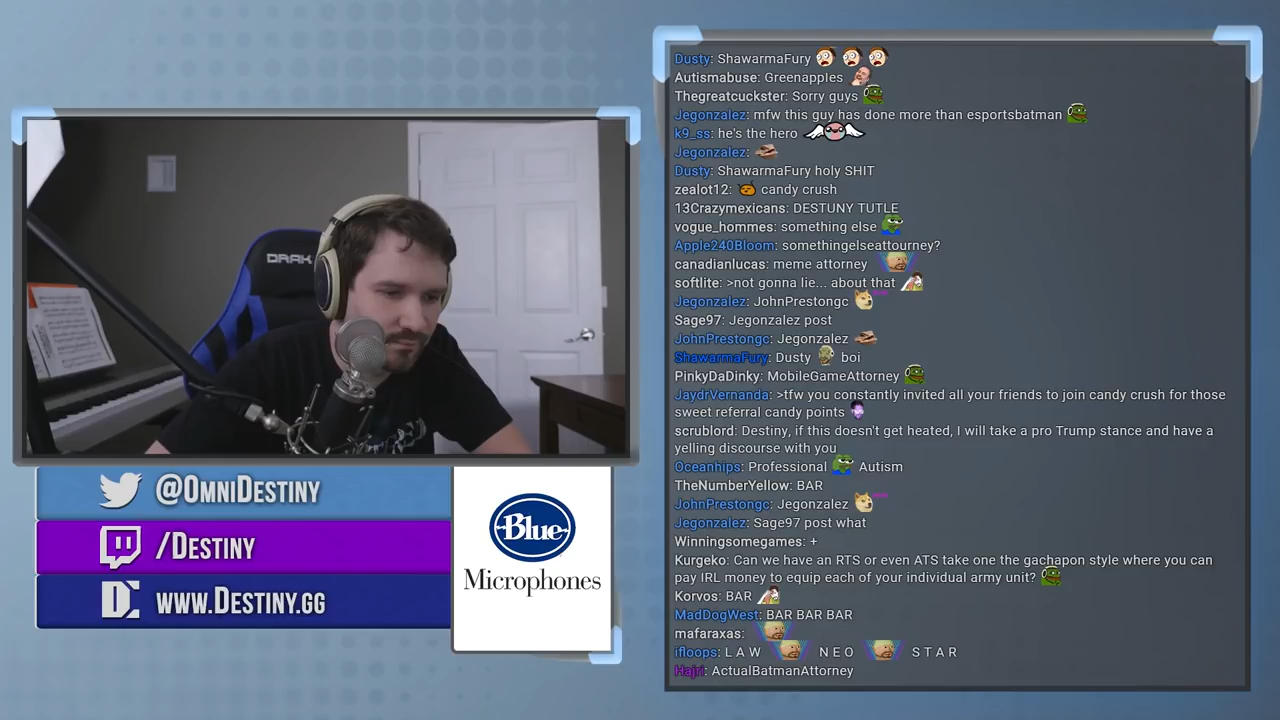 Dusty: ShawarmaFury
Autismabuse: Greenapples
Thegreatcuckster: Sorry guys
Jegonzalez: mfw this guy has done more than esportsbatman
k9_ss: he's the hero
Jegonzalez:
Dusty: ShawarmaFury holy SHIT
zealot12: candy crush
13Crazymexicans: DESTUNY TUTLE
vogue_hommes: something else
Apple240Bloom: somethingelseattourney?
canadianlucas: meme attorney
softlite: >not gonna lie... about that
Jegonzalez: JohnPrestongc
Sage97: Jegonzalez post
JohnPrestongc: Jegonzalez
ShawarmaFury: Dusty boi
PinkyDaDinky: MobileGameAttorney
JaydrVernanda: >tfw you constantly invited all your friends to join candy crush for those
sweet referral candy points
scrublord: Destiny, if this doesn't get heated, I will take a pro Trump stance and have a
yelling discourse with you
Oceanhips: Professional Autism
TheNumberYellow: BAR
JohnPrestongc: Jegonzalez
Jegonzalez: Sage97 post what
Winningsomegames: +
Kurgeko: Can we have an RTS or even ATS take one the gachapon style where you can
pay IRL money to equip each of your individual army unit?
Korvos: BAR
MadDogWest: BAR BAR BAR
mafaraxas:
ifloops: L A W N E O S T A R
Hajri: ActualBatmanAttorney
DRAK
@OmniDestiny
/Destiny
www.Destiny.gg
Blue
Microphones